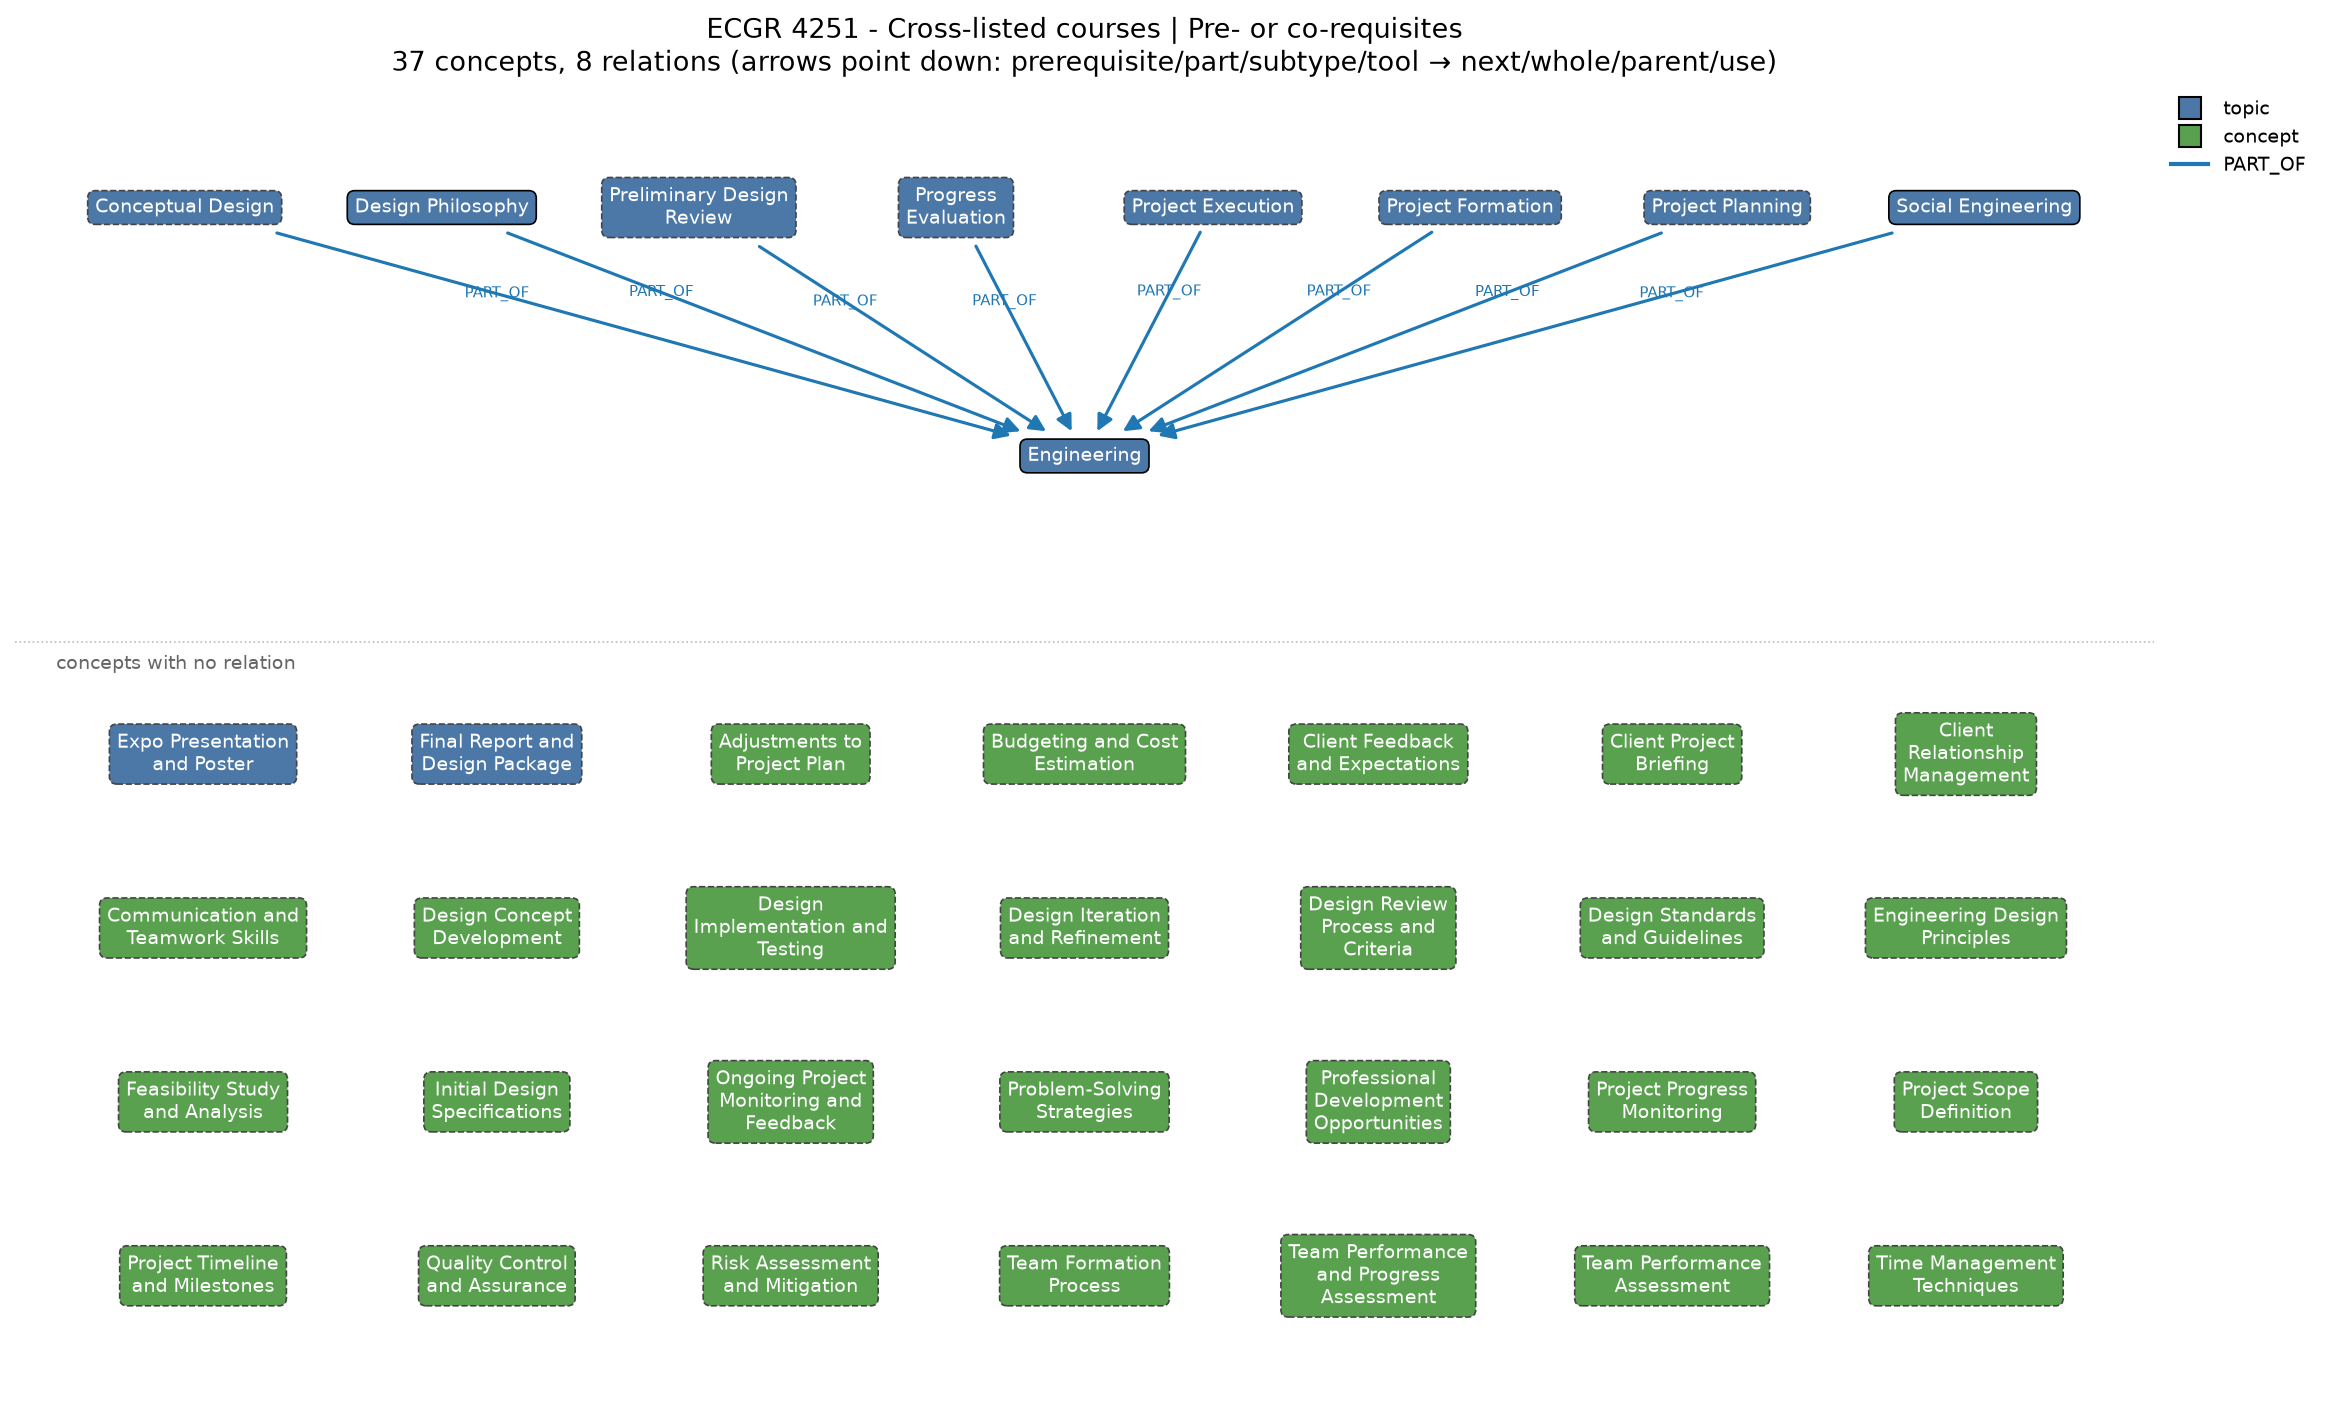 ECGR 4251 - Cross-listed courses | Pre- or co-requisites
37 concepts, 8 relations (arrows point down: prerequisite/part/subtype/tool → next/whole/parent/use)
topic
concept
PART_OF
Conceptual Design
Design Philosophy
Preliminary Design
Review
Progress
Evaluation
Project Execution
Project Formation
Project Planning
Social Engineering
PART_OF
PART_OF
PART_OF
PART_OF
PART_OF
PART_OF
PART_OF
PART_OF
Engineering
concepts with no relation
Expo Presentation
and Poster
Final Report and
Design Package
Adjustments to
Project Plan
Budgeting and Cost
Estimation
Client Feedback
and Expectations
Client Project
Briefing
Client
Relationship
Management
Communication and
Teamwork Skills
Design Concept
Development
Design
Implementation and
Testing
Design Iteration
and Refinement
Design Review
Process and
Criteria
Design Standards
and Guidelines
Engineering Design
Principles
Feasibility Study
and Analysis
Initial Design
Specifications
Ongoing Project
Monitoring and
Feedback
Problem-Solving
Strategies
Professional
Development
Opportunities
Project Progress
Monitoring
Project Scope
Definition
Project Timeline
and Milestones
Quality Control
and Assurance
Risk Assessment
and Mitigation
Team Formation
Process
Team Performance
and Progress
Assessment
Team Performance
Assessment
Time Management
Techniques